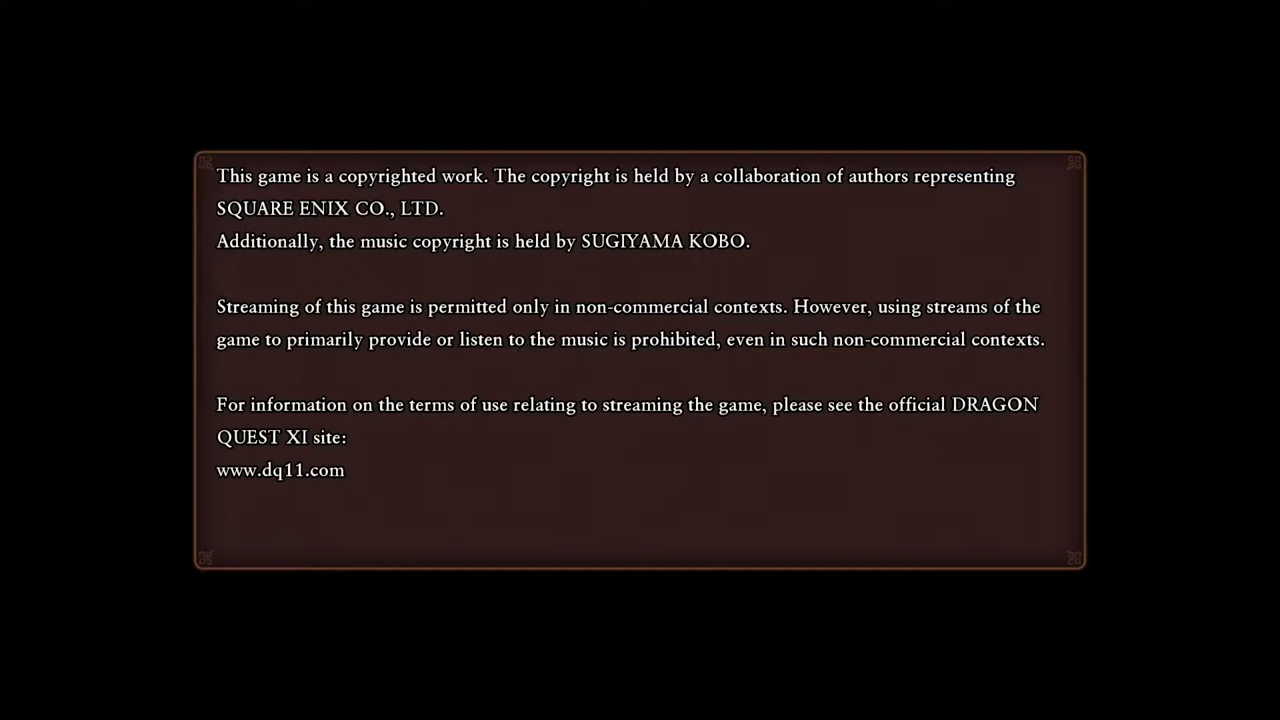 This game is a copyrighted work. The copyright is held by a collaboration of authors representing
SQUARE ENIX CO., LTD.
Additionally, the music copyright is held by SUGIYAMA KOBO.
Streaming of this game is permitted only in non-commercial contexts. However, using streams of the
game to primarily provide or listen to the music is prohibited, even in such non-commercial contexts.
For information on the terms of use relating to streaming the game, please see the official DRAGON
QUEST XI site:
www.dq11.com